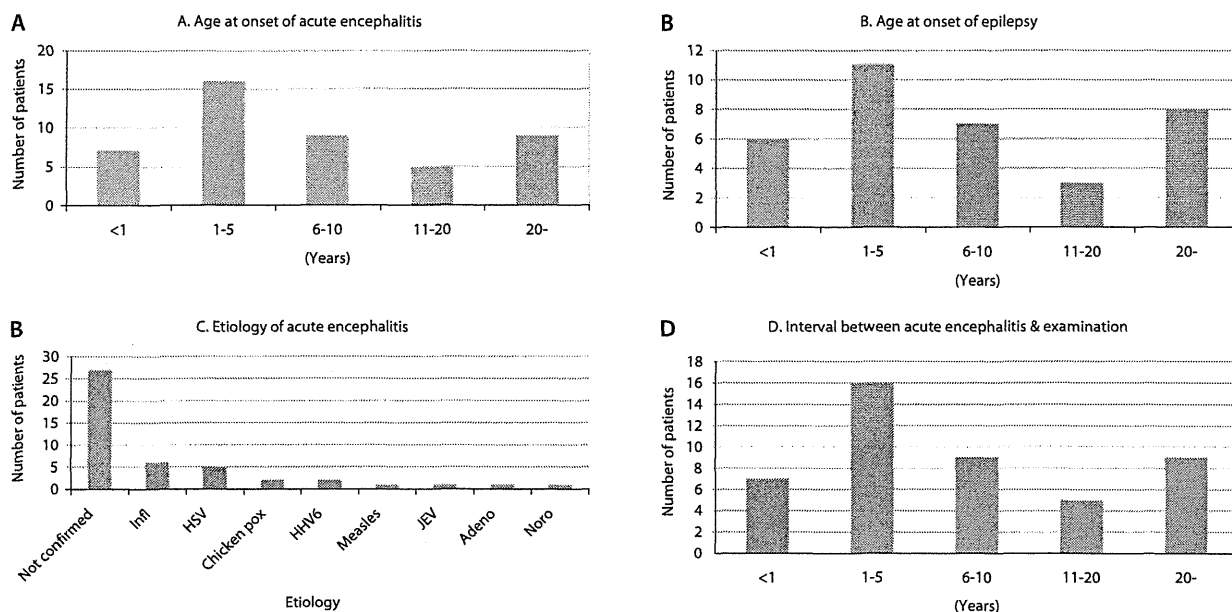 A
A. Age at onset of acute encephalitis
Number of patients
20
15
10
5
0
<1 1-5 6-10 11-20 20-
(Years)
B
B. Age at onset of epilepsy
Number of patients
12
10
8
6
4
2
0
<1 1-5 6-10 11-20 20-
(Years)
B
C. Etiology of acute encephalitis
Number of patients
30
25
20
15
10
5
0
Not confirmed Infl HSV Chicken pox HHV6 Measles JEV Adeno Noro
Etiology
D
D. Interval between acute encephalitis & examination
Number of patients
18
16
14
12
10
8
6
4
2
0
<1 1-5 6-10 11-20 20-
(Years)